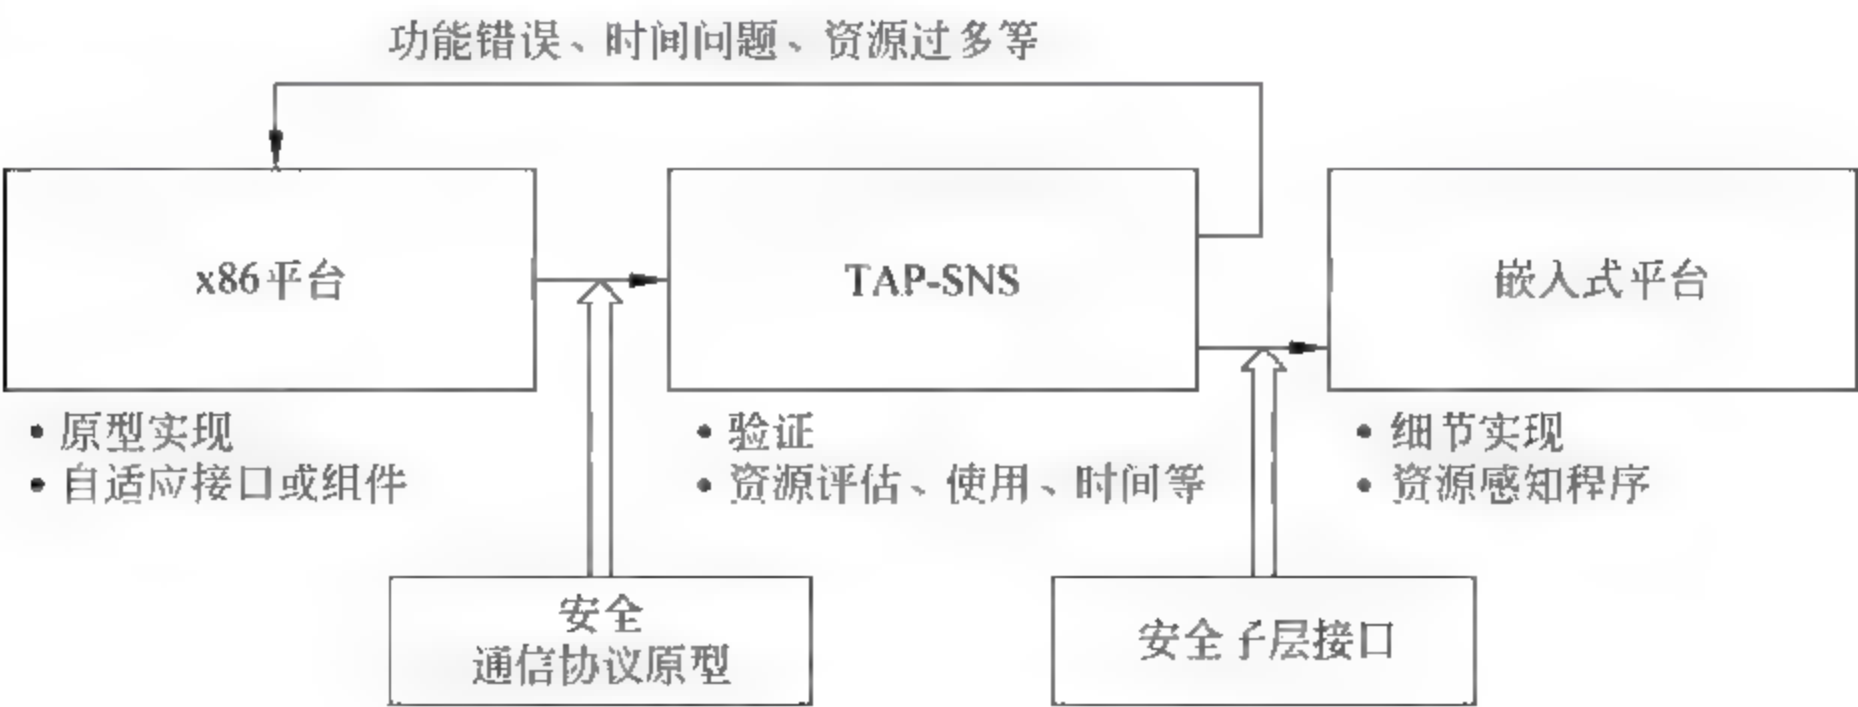 功能错误、时间问题、资源过多等
x86平台
TAP-SNS
嵌入式平台
• 原型实现
• 自适应接口或组件
• 验证
• 资源评估、使用、时间等
• 细节实现
• 资源感知程序
安全
通信协议原型
安全子层接口